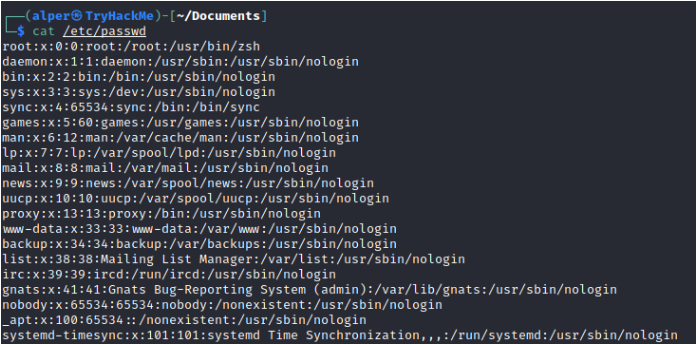 ┌──(alper㉿TryHackMe)-[~/Documents]
└─$ cat /etc/passwd
root:x:0:0:root:/root:/usr/bin/zsh
daemon:x:1:1:daemon:/usr/sbin:/usr/sbin/nologin
bin:x:2:2:bin:/bin:/usr/sbin/nologin
sys:x:3:3:sys:/dev:/usr/sbin/nologin
sync:x:4:65534:sync:/bin:/bin/sync
games:x:5:60:games:/usr/games:/usr/sbin/nologin
man:x:6:12:man:/var/cache/man:/usr/sbin/nologin
lp:x:7:7:lp:/var/spool/lpd:/usr/sbin/nologin
mail:x:8:8:mail:/var/mail:/usr/sbin/nologin
news:x:9:9:news:/var/spool/news:/usr/sbin/nologin
uucp:x:10:10:uucp:/var/spool/uucp:/usr/sbin/nologin
proxy:x:13:13:proxy:/bin:/usr/sbin/nologin
www-data:x:33:33:www-data:/var/www:/usr/sbin/nologin
backup:x:34:34:backup:/var/backups:/usr/sbin/nologin
list:x:38:38:Mailing List Manager:/var/list:/usr/sbin/nologin
irc:x:39:39:ircd:/run/ircd:/usr/sbin/nologin
gnats:x:41:41:Gnats Bug-Reporting System (admin):/var/lib/gnats:/usr/sbin/nologin
nobody:x:65534:65534:nobody:/nonexistent:/usr/sbin/nologin
_apt:x:100:65534::/nonexistent:/usr/sbin/nologin
systemd-timesync:x:101:101:systemd Time Synchronization,,,:/run/systemd:/usr/sbin/nologin